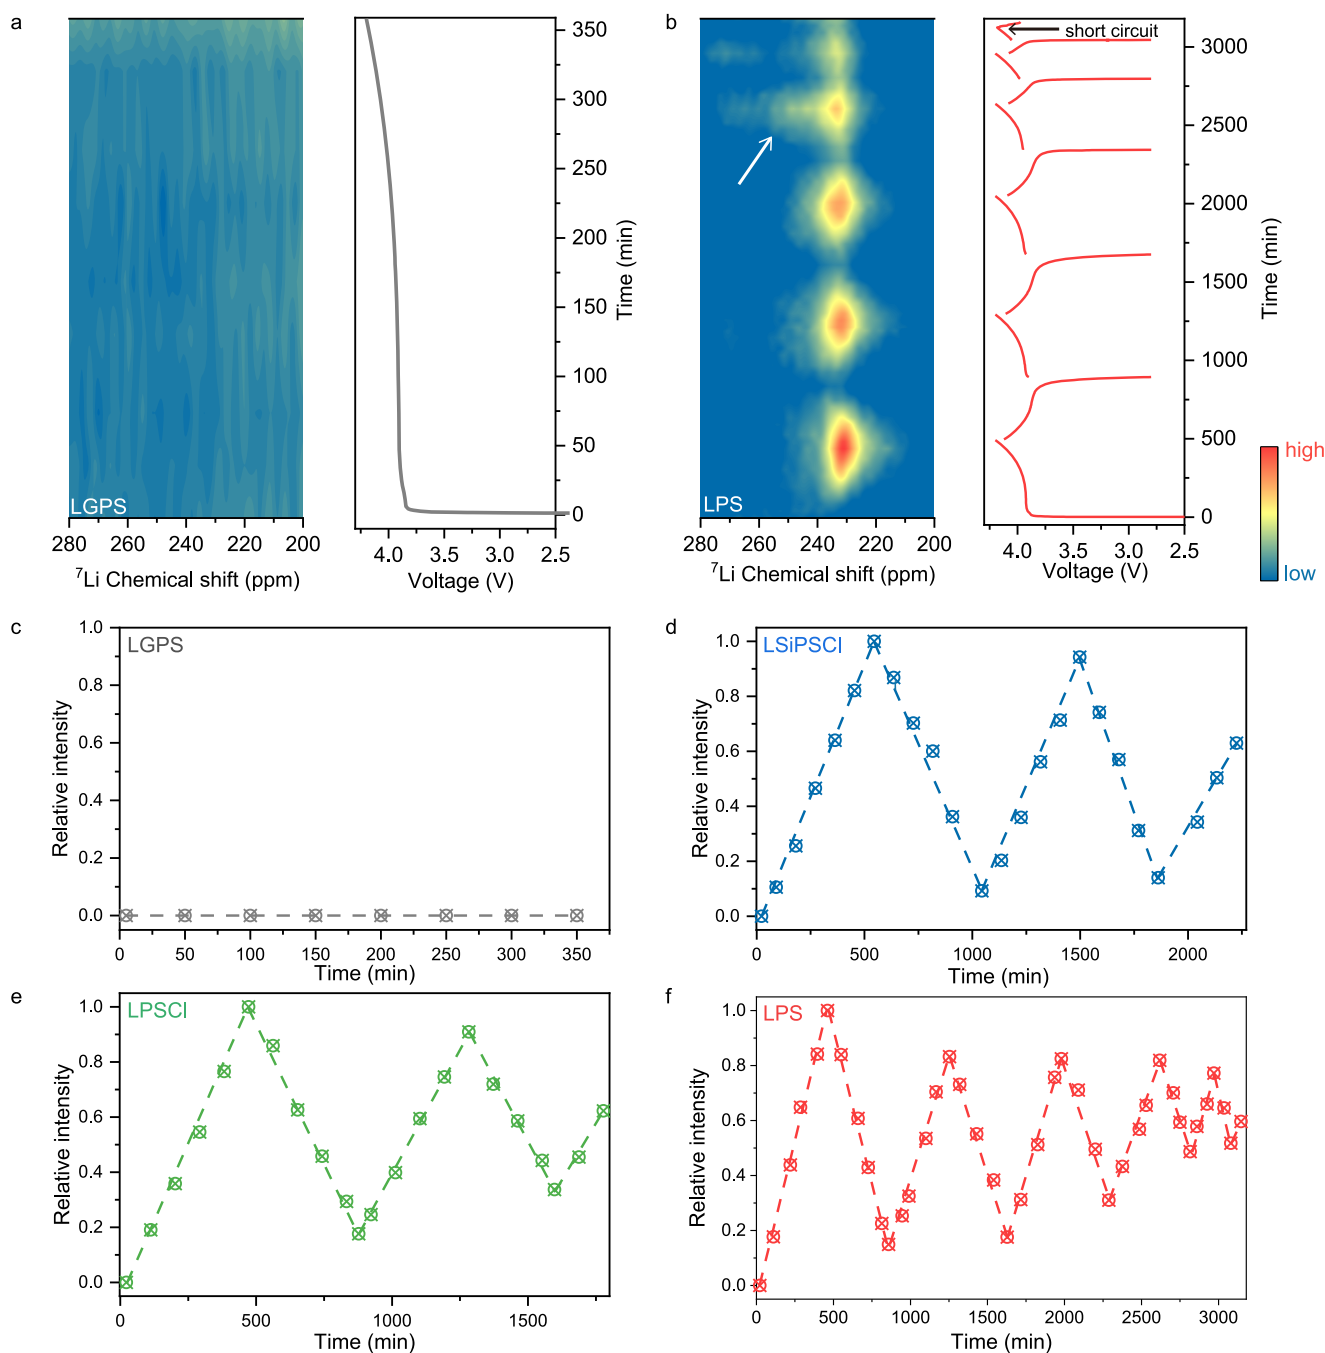 a
350
300
250
200
150
100
50
0
Time (min)
LGPS
280 260 240 220 200
⁷Li Chemical shift (ppm)
4.0 3.5 3.0 2.5
Voltage (V)
b
short circuit
3000
2500
2000
1500
1000
500
0
Time (min)
LPS
280 260 240 220 200
⁷Li Chemical shift (ppm)
4.0 3.5 3.0 2.5
Voltage (V)
high
low
c
LGPS
1.0
0.8
0.6
0.4
0.2
0.0
Relative intensity
0 50 100 150 200 250 300 350
Time (min)
d
LSiPSCl
1.0
0.8
0.6
0.4
0.2
0.0
Relative intensity
0 500 1000 1500 2000
Time (min)
e
LPSCl
1.0
0.8
0.6
0.4
0.2
0.0
Relative intensity
0 500 1000 1500
Time (min)
f
LPS
1.0
0.8
0.6
0.4
0.2
0.0
Relative intensity
0 500 1000 1500 2000 2500 3000
Time (min)